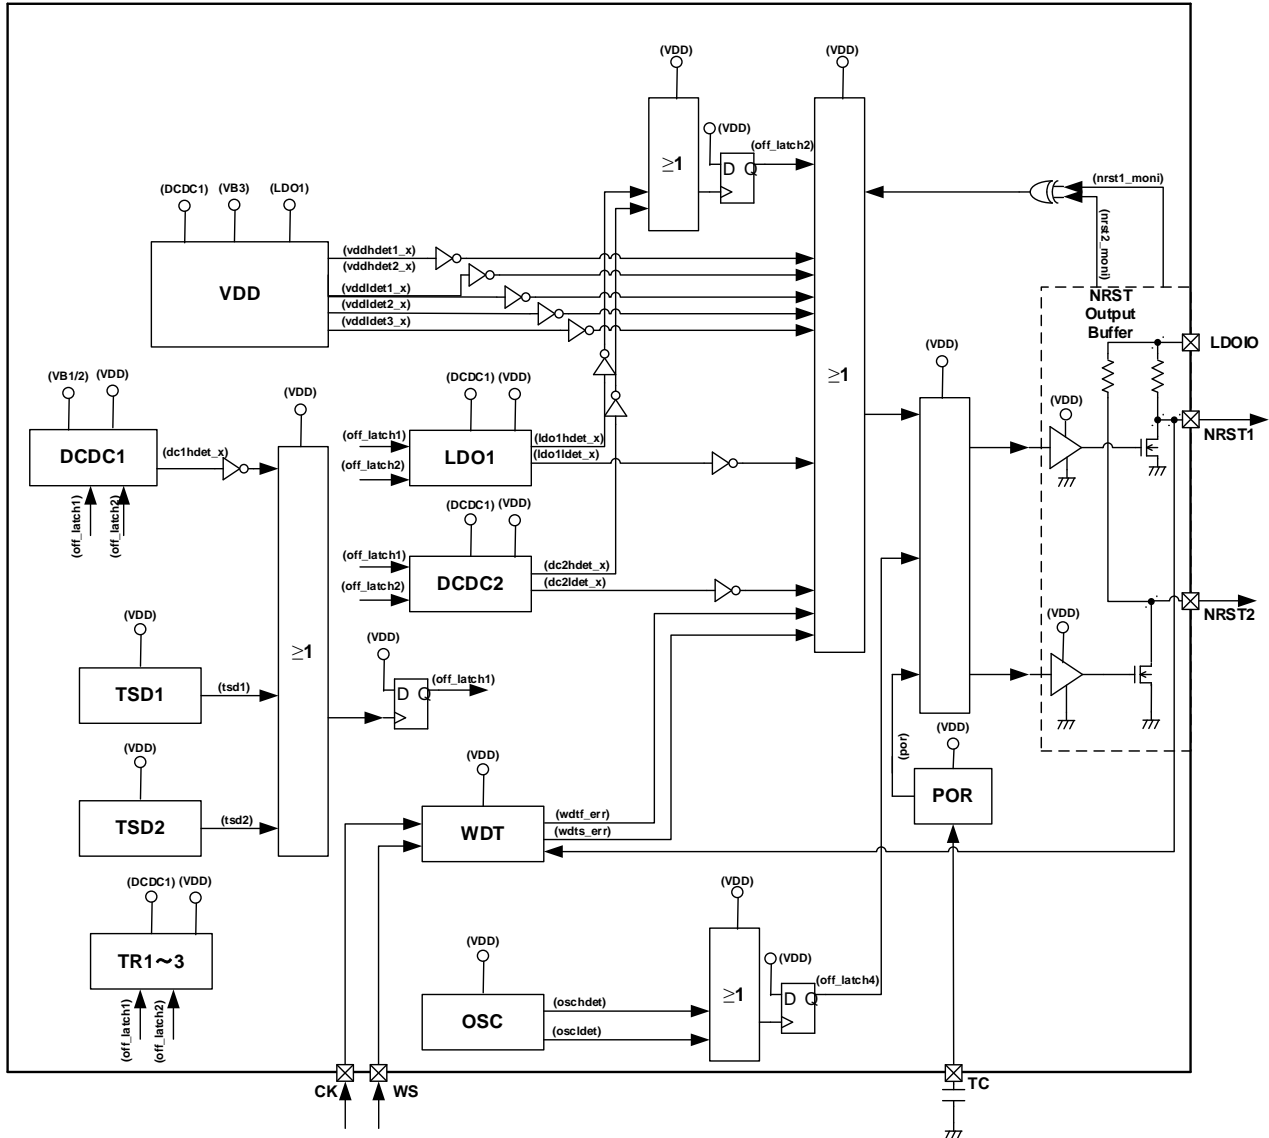 (VDD)
(VDD)
(VDD)
≥1
D Q
(off_latch2)
(nrst1_moni)
(nrst2_moni)
(DCDC1)
(VB3)
(LDO1)
VDD
(vddhdet1_x)
(vddhdet2_x)
(vddldet1_x)
(vddldet2_x)
(vddldet3_x)
≥1
NRST
Output
Buffer
LDOIO
(VDD)
(VDD)
NRST1
(VB1/2)
(VDD)
DCDC1
(dc1hdet_x)
(off_latch1)
(off_latch2)
(VDD)
≥1
(DCDC1)
(VDD)
(off_latch1)
(off_latch2)
LDO1
(ldo1hdet_x)
(ldo1ldet_x)
(DCDC1)
(VDD)
(off_latch1)
(off_latch2)
DCDC2
(dc2hdet_x)
(dc2ldet_x)
NRST2
(VDD)
(VDD)
TSD1
(tsd1)
(VDD)
D Q
(off_latch1)
(VDD)
TSD2
(tsd2)
(VDD)
WDT
(wdtf_err)
(wdts_err)
(por)
(VDD)
POR
(DCDC1)
(VDD)
TR1～3
(off_latch1)
(off_latch2)
(VDD)
OSC
(oschdet)
(oscldet)
(VDD)
≥1
(VDD)
D Q
(off_latch4)
CK
WS
TC